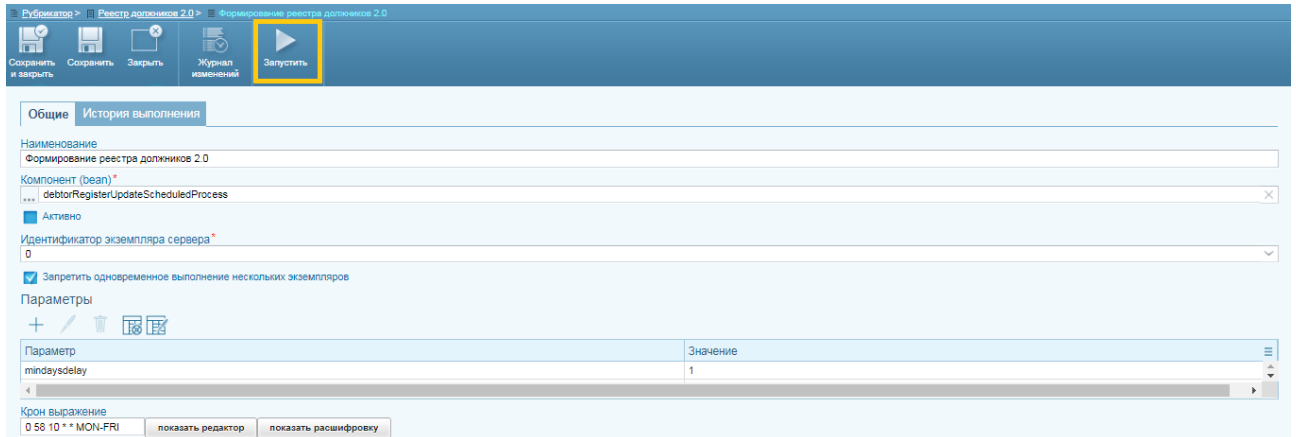 Рубрикатор > Реестр должников 2.0 > Формирование реестра должников 2.0
Сохранить и закрыть
Сохранить
Закрыть
Журнал изменений
Запустить
Общие
История выполнения
Наименование
Формирование реестра должников 2.0
Компонент (bean)*
... debtorRegisterUpdateScheduledProcess
Активно
Идентификатор экземпляра сервера*
0
Запретить одновременное выполнение нескольких экземпляров
Параметры
Параметр Значение
mindaysdelay 1
Крон выражение
0 58 10 * * MON-FRI показать редактор показать расшифровку